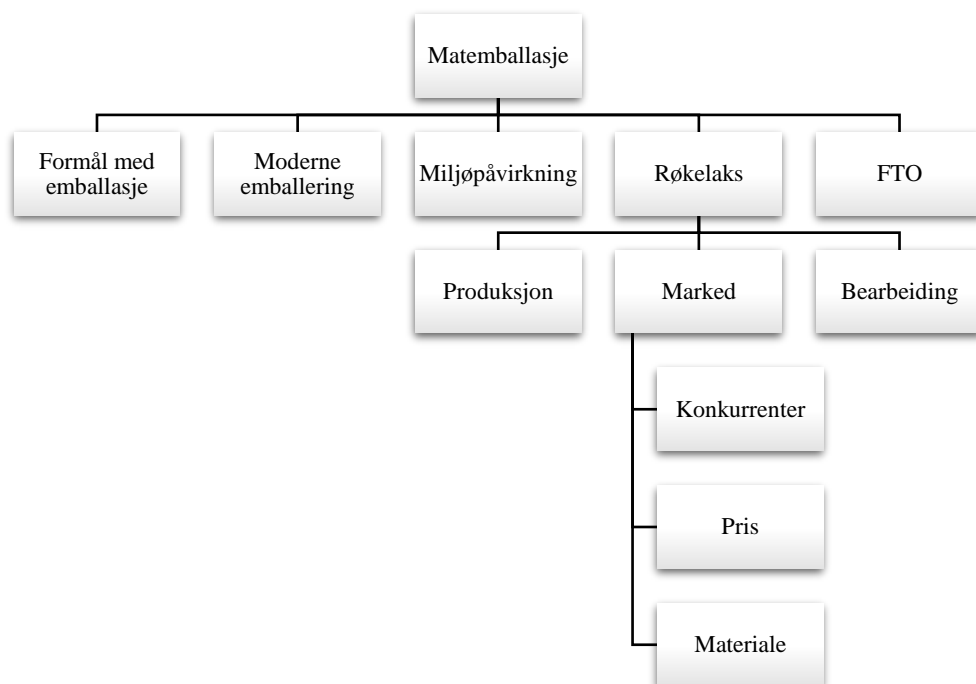 Matemballasje
Formål med
emballasje
Moderne
emballering
Miljøpåvirkning
Røkelaks
FTO
Produksjon
Marked
Bearbeiding
Konkurrenter
Pris
Materiale